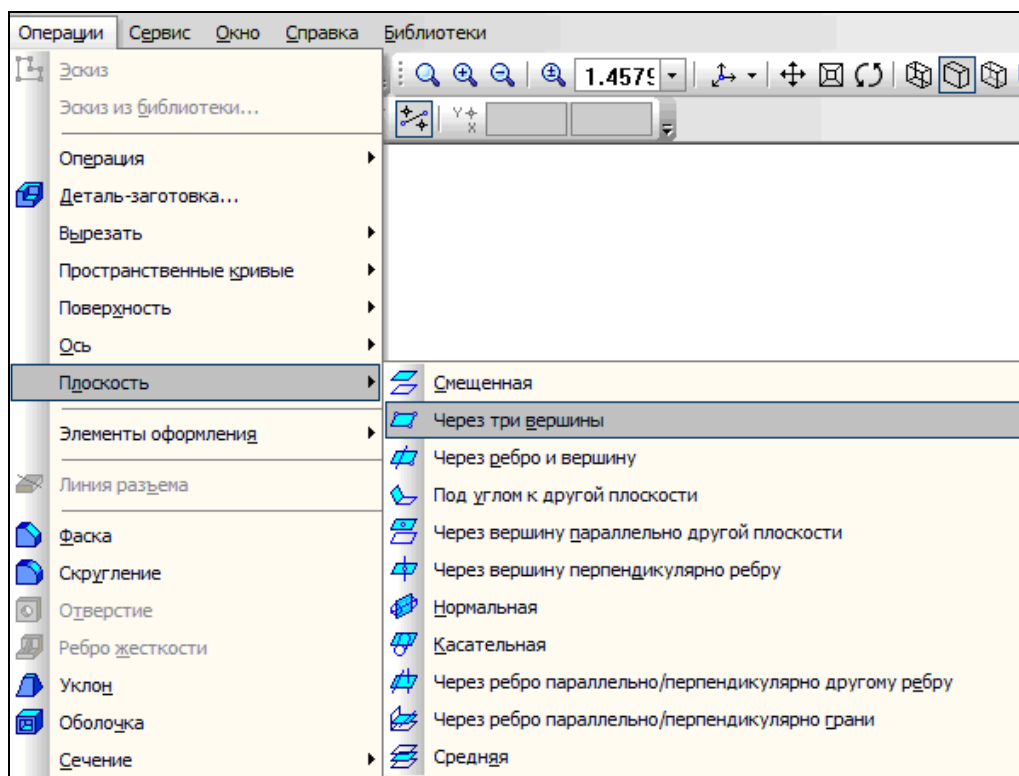 Операции Сервис Окно Справка Библиотеки
Эскиз
Эскиз из библиотеки...
1.4579
Y
X
Операция
Деталь-заготовка...
Вырезать
Пространственные кривые
Поверхность
Ось
Плоскость
Элементы оформления
Линия разъема
Фаска
Скругление
Отверстие
Ребро жесткости
Уклон
Оболочка
Сечение
Смещенная
Через три вершины
Через ребро и вершину
Под углом к другой плоскости
Через вершину параллельно другой плоскости
Через вершину перпендикулярно ребру
Нормальная
Касательная
Через ребро параллельно/перпендикулярно другому ребру
Через ребро параллельно/перпендикулярно грани
Средняя